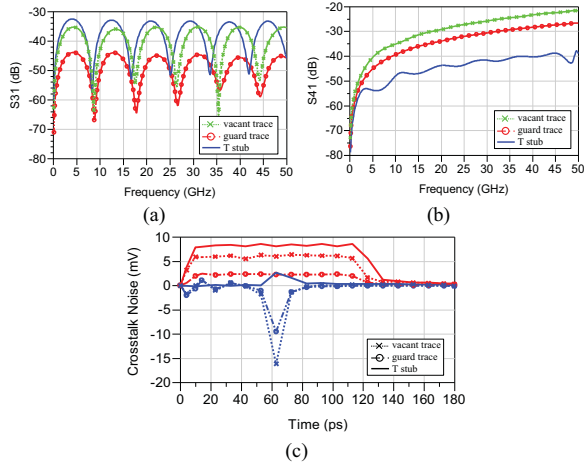 -30
-40
-50
-60
-70
-80
S31 (dB)
0 5 10 15 20 25 30 35 40 45 50
Frequency (GHz)
vacant trace
guard trace
T stub
(a)
-20
-30
-40
-50
-60
-70
-80
S41 (dB)
0 5 10 15 20 25 30 35 40 45 50
Frequency (GHz)
vacant trace
guard trace
T stub
(b)
10
5
0
-5
-10
-15
-20
Crosstalk Noise (mV)
0 20 40 60 80 100 120 140 160 180
Time (ps)
vacant trace
guard trace
T stub
(c)